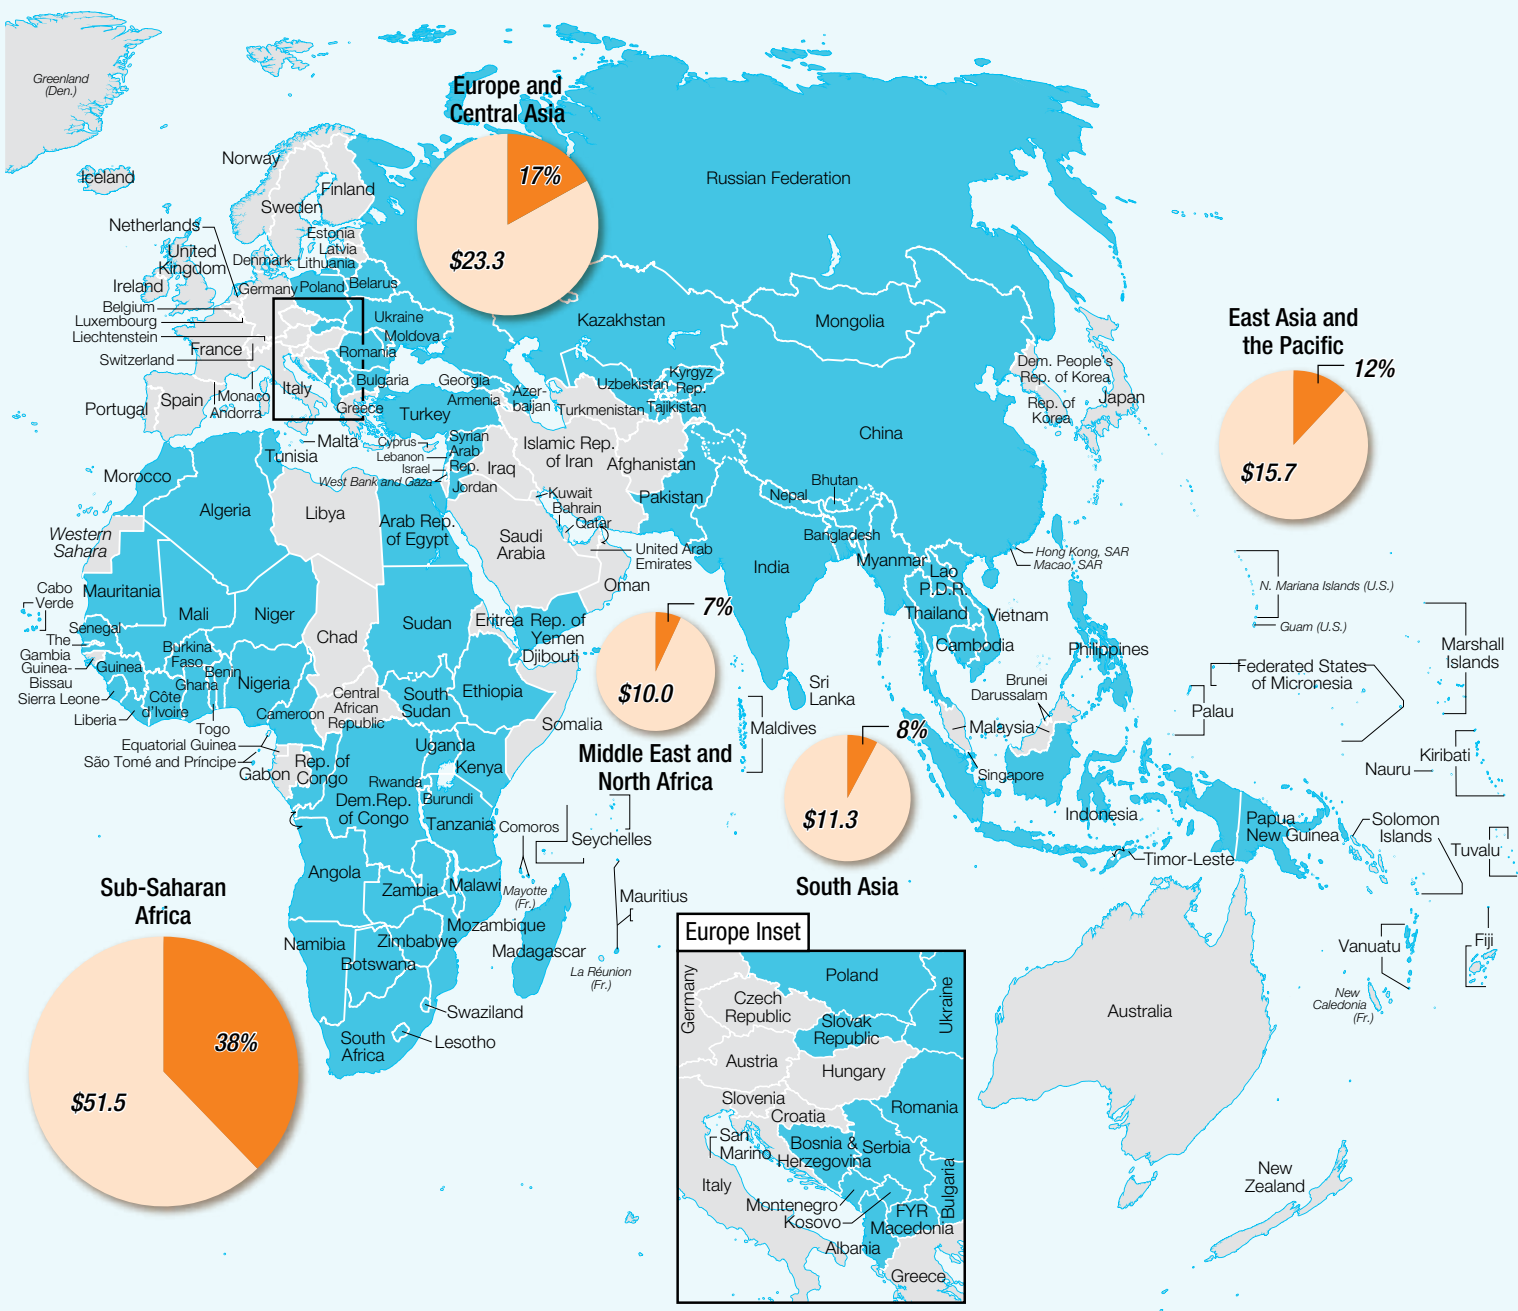 Greenland
(Den.)
Europe and
Central Asia
17%
$23.3
Norway
Iceland
Finland
Sweden
Russian Federation
Netherlands
Estonia
Latvia
Lithuania
United
Kingdom
Denmark
Ireland
Germany
Poland
Belarus
Belgium
Luxembourg
Liechtenstein
Switzerland
France
Ukraine
Moldova
Romania
Kazakhstan
Mongolia
East Asia and
the Pacific
12%
$15.7
Italy
Bulgaria
Georgia
Armenia
Azer-
baijan
Uzbekistan
Kyrgyz
Rep.
Turkmenistan
Tajikistan
Dem. People's
Rep. of Korea
Rep. of
Korea
Japan
Portugal
Spain
Monaco
Andorra
Greece
Turkey
China
Malta
Tunisia
Cyprus
Lebanon
Israel
West Bank and Gaza
Syrian
Arab
Rep.
Jordan
Iraq
Islamic Rep.
of Iran
Afghanistan
Morocco
Algeria
Libya
Arab Rep.
of Egypt
Kuwait
Bahrain
Qatar
Saudi
Arabia
Pakistan
Nepal
Bhutan
Bangladesh
Western
Sahara
United Arab
Emirates
Oman
India
Myanmar
Lao
P.D.R.
Hong Kong, SAR
Macao, SAR
N. Mariana Islands (U.S.)
Guam (U.S.)
Cabo
Verde
Mauritania
Mali
Niger
Chad
Sudan
Eritrea
Rep. of
Yemen
Djibouti
7%
$10.0
Middle East and
North Africa
Thailand
Vietnam
Cambodia
Philippines
Marshall
Islands
Federated States
of Micronesia
Palau
Senegal
The
Gambia
Guinea-
Bissau
Guinea
Sierra Leone
Liberia
Burkina
Faso
Benin
Ghana
Côte
d'Ivoire
Togo
Nigeria
Cameroon
Central
African
Republic
South
Sudan
Ethiopia
Somalia
Sri
Lanka
Maldives
Brunei
Darussalam
Malaysia
Singapore
Kiribati
Nauru
Equatorial Guinea
São Tomé and Príncipe
Gabon
Rep. of
Congo
Uganda
Kenya
Rwanda
Burundi
Dem.Rep.
of Congo
Tanzania
Comoros
Seychelles
8%
$11.3
South Asia
Indonesia
Papua
New Guinea
Solomon
Islands
Tuvalu
Timor-Leste
Angola
Zambia
Malawi
Mayotte
(Fr.)
Mauritius
Mozambique
Madagascar
La Réunion
(Fr.)
Namibia
Zimbabwe
Botswana
Swaziland
Lesotho
South
Africa
Sub-Saharan
Africa
38%
$51.5
Vanuatu
Fiji
New
Caledonia
(Fr.)
Australia
New
Zealand
Europe Inset
Germany
Poland
Czech
Republic
Ukraine
Slovak
Republic
Austria
Hungary
Slovenia
Croatia
Romania
San
Marino
Bosnia &
Herzegovina
Serbia
Italy
Montenegro
Kosovo
Bulgaria
FYR
Macedonia
Albania
Greece